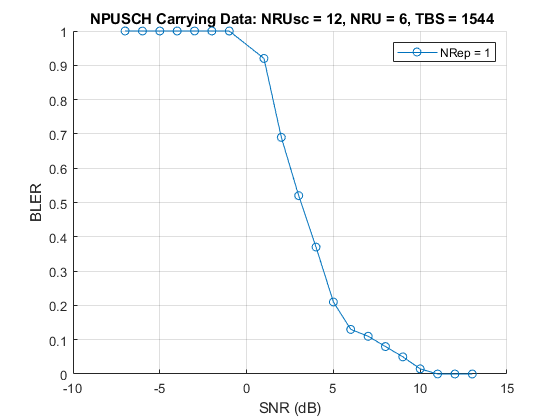 NPUSCH Carrying Data: NRUsc = 12, NRU = 6, TBS = 1544
NRep = 1
1
0.9
0.8
0.7
0.6
0.5
0.4
0.3
0.2
0.1
0
BLER
-10 -5 0 5 10 15
SNR (dB)